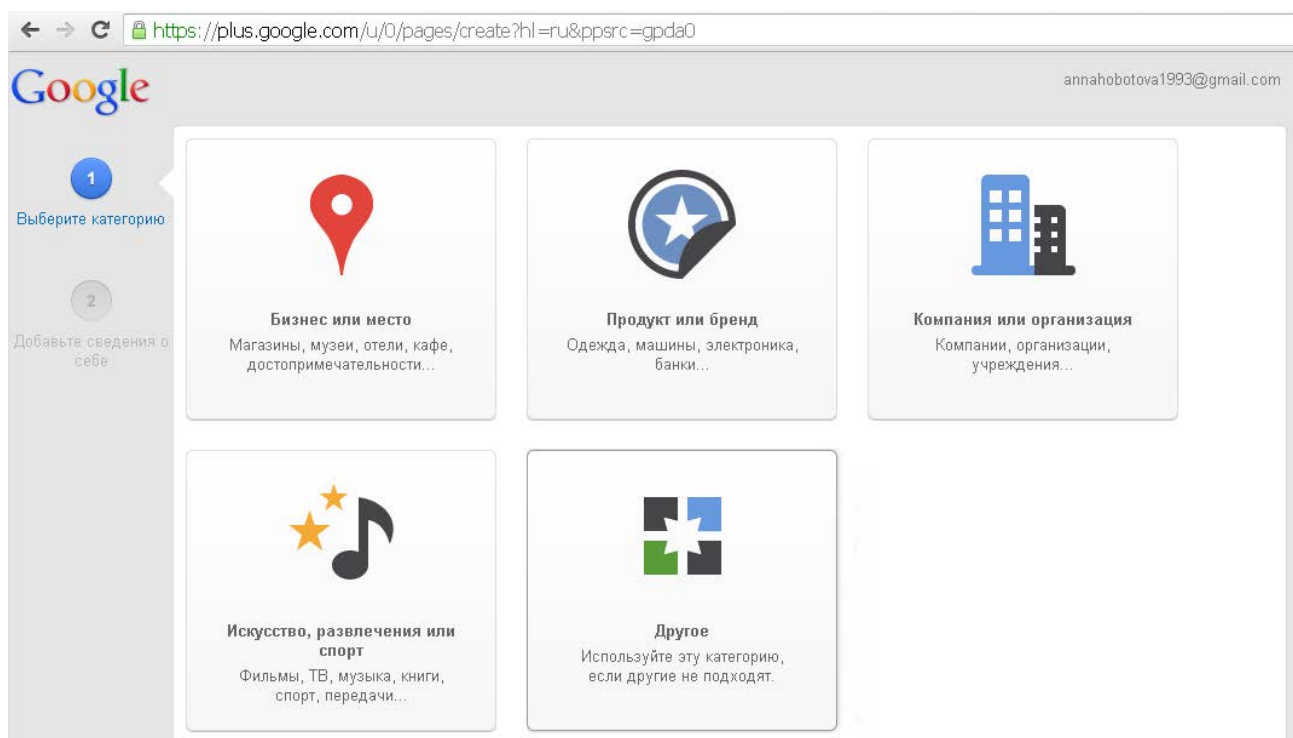 https://plus.google.com/u/0/pages/create?hl=ru&ppsrc=gpda0
Google
annahobotova1993@gmail.com
1
Выберите категорию
2
Добавьте сведения о
себе
Бизнес или место
Магазины, музеи, отели, кафе,
достопримечательности...
Продукт или бренд
Одежда, машины, электроника,
банки...
Компания или организация
Компании, организации,
учреждения...
Искусство, развлечения или
спорт
Фильмы, ТВ, музыка, книги,
спорт, передачи...
Другое
Используйте эту категорию,
если другие не подходят.